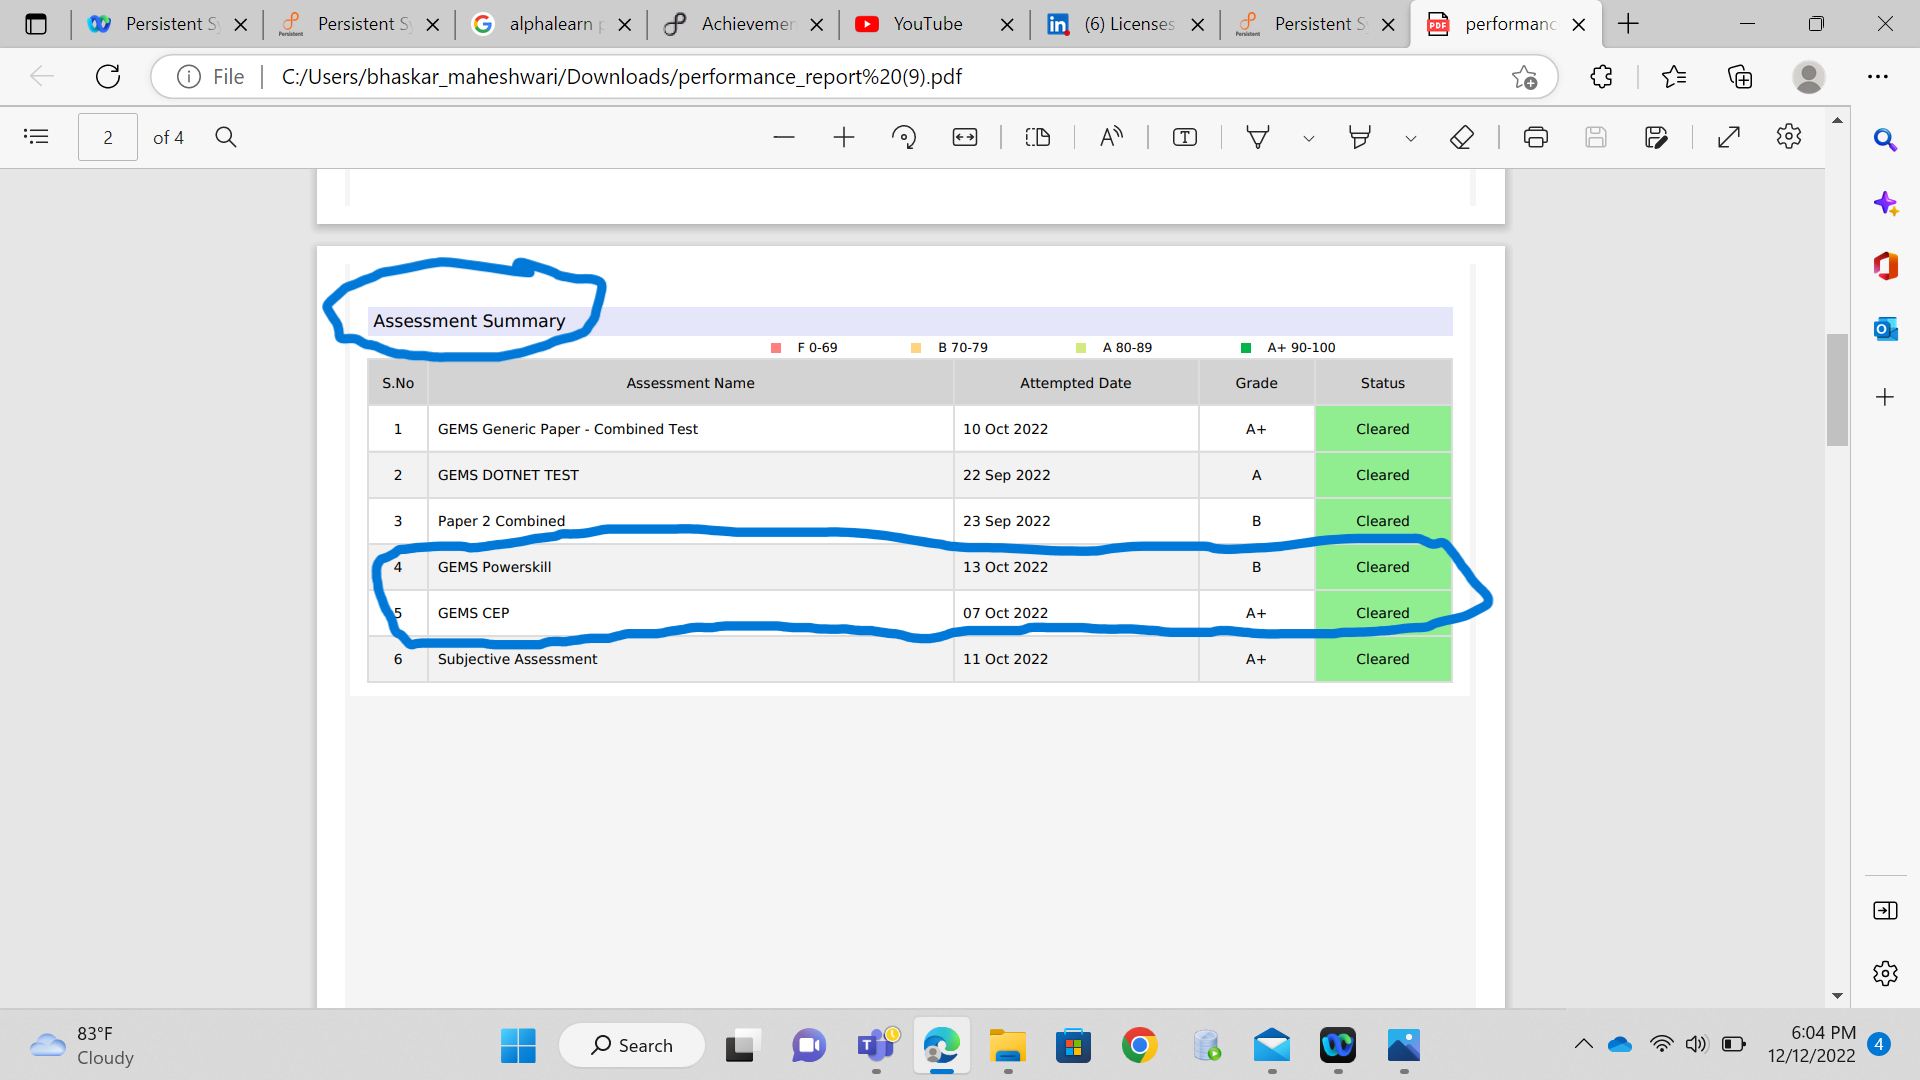 Persistent Sy
Persistent Sy
alphalearn p
Achievemen
YouTube
(6) Licenses
Persistent S
performanc
File
C:/Users/bhaskar_maheshwari/Downloads/performance_report%20(9).pdf
2 of 4
Assessment Summary
F 0-69 B 70-79 A 80-89 A+ 90-100
S.No Assessment Name Attempted Date Grade Status
1 GEMS Generic Paper - Combined Test 10 Oct 2022 A+ Cleared
2 GEMS DOTNET TEST 22 Sep 2022 A Cleared
3 Paper 2 Combined 23 Sep 2022 B Cleared
4 GEMS Powerskill 13 Oct 2022 B Cleared
5 GEMS CEP 07 Oct 2022 A+ Cleared
6 Subjective Assessment 11 Oct 2022 A+ Cleared
83°F
Cloudy
Search
6:04 PM
12/12/2022
4